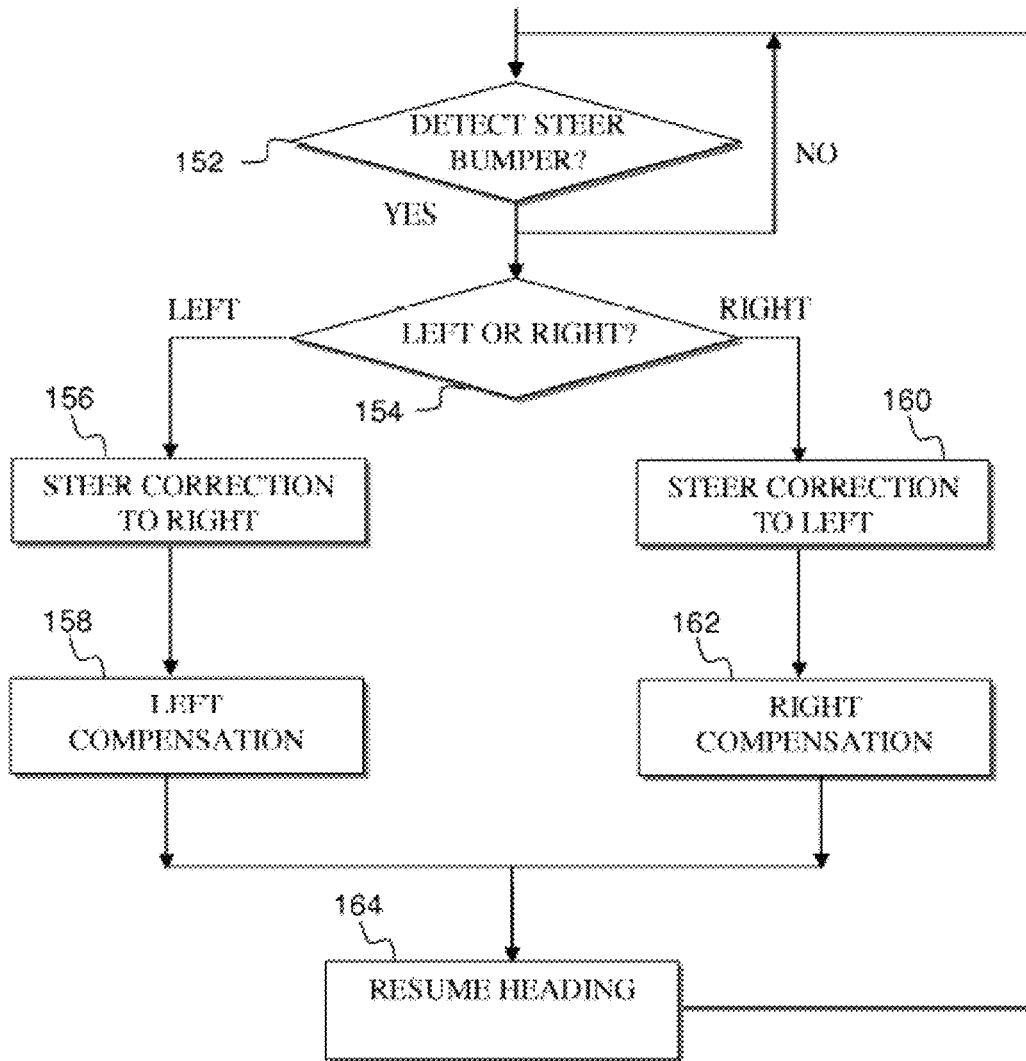 DETECT STEER
BUMPER?
152
NO
YES
LEFT
RIGHT
LEFT OR RIGHT?
154
156
160
STEER CORRECTION
TO RIGHT
STEER CORRECTION
TO LEFT
158
162
LEFT
COMPENSATION
RIGHT
COMPENSATION
164
RESUME HEADING